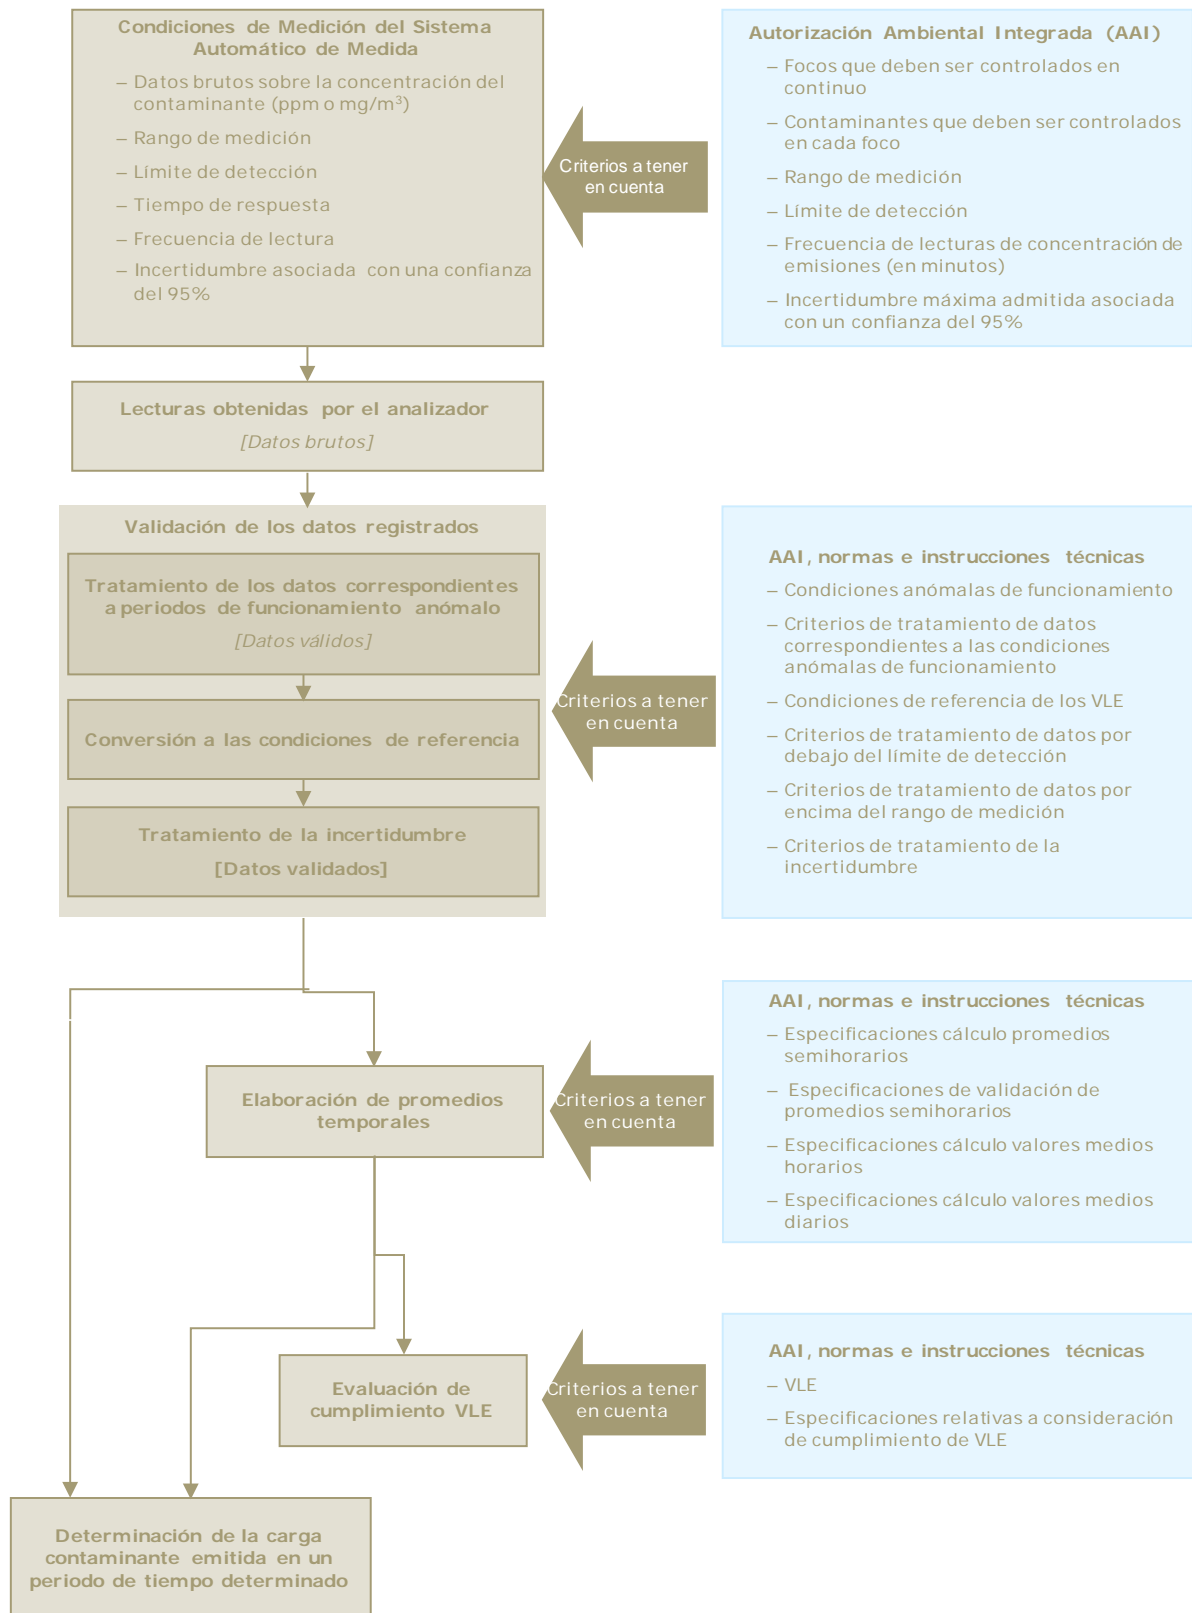 Condiciones de Medición del Sistema
Automático de Medida
– Datos brutos sobre la concentración del
contaminante (ppm o mg/m³)
– Rango de medición
– Límite de detección
– Tiempo de respuesta
– Frecuencia de lectura
– Incertidumbre asociada con una confianza
del 95%
Criterios a tener
en cuenta
Autorización Ambiental Integrada (AAI)
– Focos que deben ser controlados en
continuo
– Contaminantes que deben ser controlados
en cada foco
– Rango de medición
– Límite de detección
– Frecuencia de lecturas de concentración de
emisiones (en minutos)
– Incertidumbre máxima admitida asociada
con un confianza del 95%
Lecturas obtenidas por el analizador
[Datos brutos]
Validación de los datos registrados
Tratamiento de los datos correspondientes
a periodos de funcionamiento anómalo
[Datos válidos]
Conversión a las condiciones de referencia
Tratamiento de la incertidumbre
[Datos validados]
Criterios a tener
en cuenta
AAI, normas e instrucciones técnicas
– Condiciones anómalas de funcionamiento
– Criterios de tratamiento de datos
correspondientes a las condiciones
anómalas de funcionamiento
– Condiciones de referencia de los VLE
– Criterios de tratamiento de datos por
debajo del límite de detección
– Criterios de tratamiento de datos por
encima del rango de medición
– Criterios de tratamiento de la
incertidumbre
Elaboración de promedios
temporales
Criterios a tener
en cuenta
AAI, normas e instrucciones técnicas
– Especificaciones cálculo promedios
semihorarios
– Especificaciones de validación de
promedios semihorarios
– Especificaciones cálculo valores medios
horarios
– Especificaciones cálculo valores medios
diarios
Evaluación de
cumplimiento VLE
Criterios a tener
en cuenta
AAI, normas e instrucciones técnicas
– VLE
– Especificaciones relativas a consideración
de cumplimiento de VLE
Determinación de la carga
contaminante emitida en un
periodo de tiempo determinado